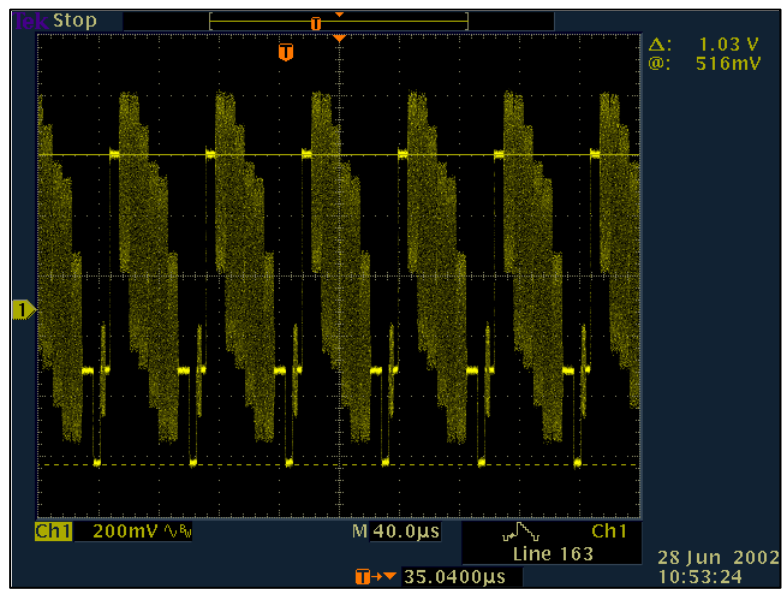 Tek Stop
T
T
Δ: 1.03 V
@: 516mV
1
Ch1 200mV ∿ BW M 40.0µs Ch1
Line 163
T→▼ 35.0400µs
28 Jun 2002
10:53:24